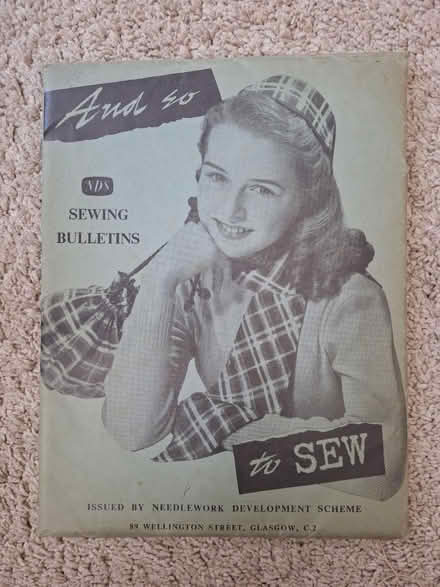 And so
NDS
SEWING
BULLETINS
to SEW
ISSUED BY NEEDLEWORK DEVELOPMENT SCHEME
89 WELLINGTON STREET, GLASGOW, C.2